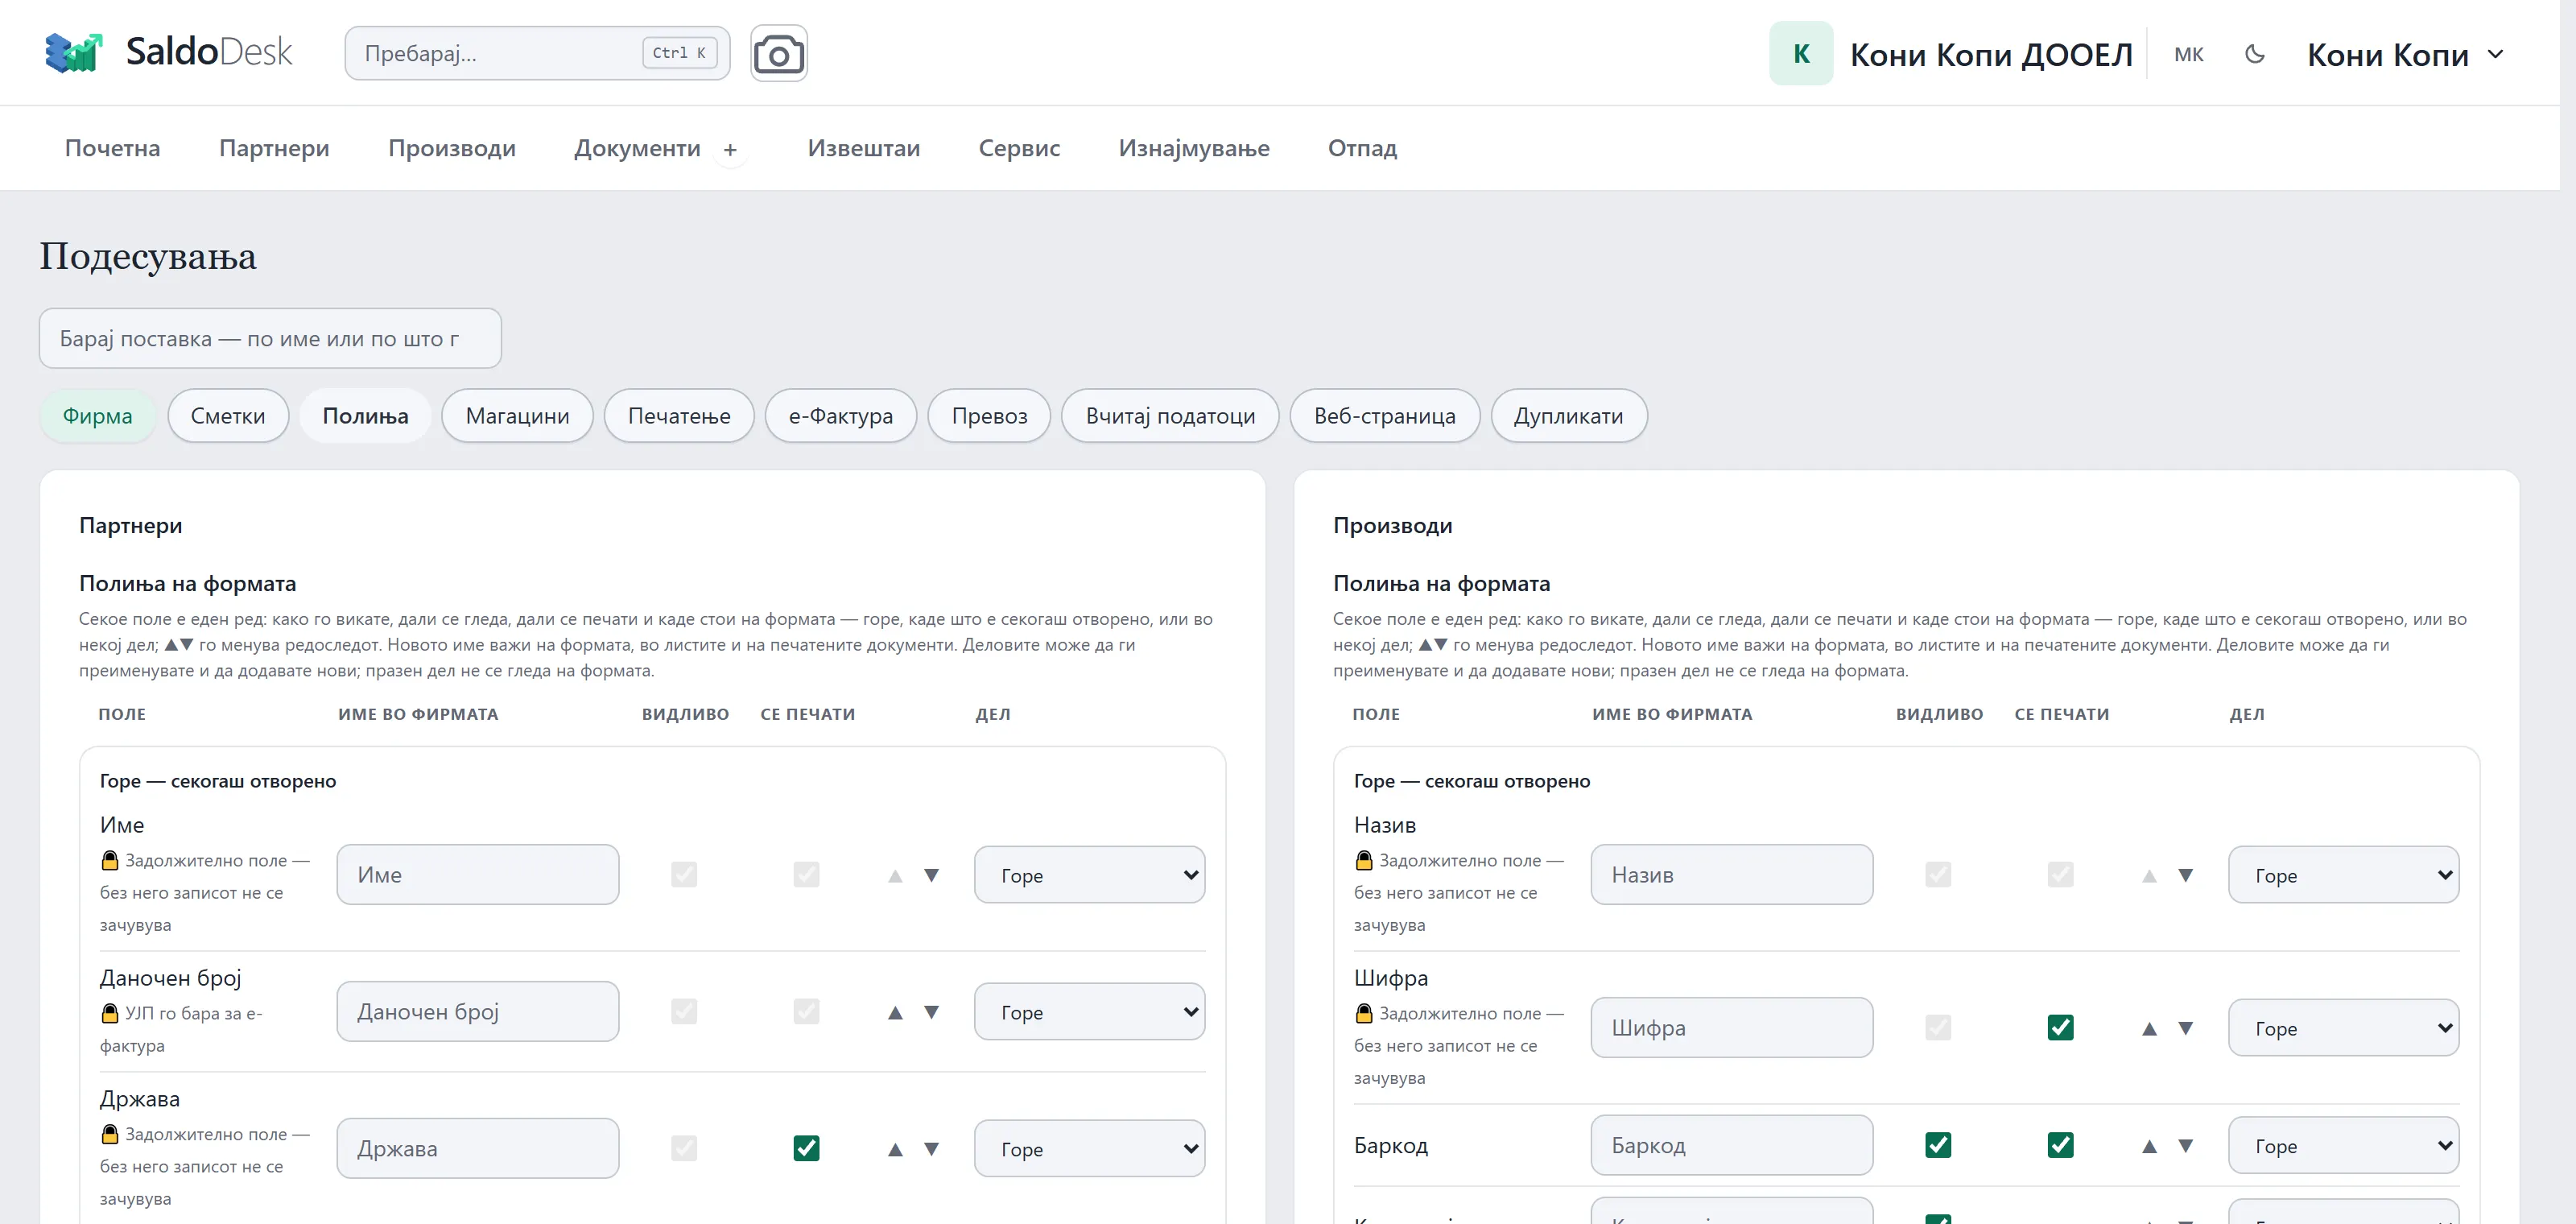 SaldoDesk
Пребарај...
Ctrl K
К
Кони Копи ДООЕЛ
МК
Кони Копи
Почетна
Партнери
Производи
Документи
+
Извештаи
Сервис
Изнајмување
Отпад
Подесувања
Барај поставка — по име или по што г
Фирма
Сметки
Полиња
Магацини
Печатење
е-Фактура
Превоз
Вчитај податоци
Веб-страница
Дупликати
Партнери
Полиња на формата
Секое поле е еден ред: како го викате, дали се гледа, дали се печати и каде стои на формата — горе, каде што е секогаш отворено, или во
некој дел; ▲▼ го менува редоследот. Новото име важи на формата, во листите и на печатените документи. Деловите може да ги
преименувате и да додавате нови; празен дел не се гледа на формата.
ПОЛЕ
ИМЕ ВО ФИРМАТА
ВИДЛИВО
СЕ ПЕЧАТИ
ДЕЛ
Горе — секогаш отворено
Име
🔒 Задолжително поле —
без него записот не се
зачувува
Име
▲ ▼
Горе
Даночен број
🔒 УЈП го бара за е-
фактура
Даночен број
▲ ▼
Горе
Држава
🔒 Задолжително поле —
без него записот не се
зачувува
Држава
▲ ▼
Горе
Производи
Полиња на формата
Секое поле е еден ред: како го викате, дали се гледа, дали се печати и каде стои на формата — горе, каде што е секогаш отворено, или во
некој дел; ▲▼ го менува редоследот. Новото име важи на формата, во листите и на печатените документи. Деловите може да ги
преименувате и да додавате нови; празен дел не се гледа на формата.
ПОЛЕ
ИМЕ ВО ФИРМАТА
ВИДЛИВО
СЕ ПЕЧАТИ
ДЕЛ
Горе — секогаш отворено
Назив
🔒 Задолжително поле —
без него записот не се
зачувува
Назив
▲ ▼
Горе
Шифра
🔒 Задолжително поле —
без него записот не се
зачувува
Шифра
▲ ▼
Горе
Баркод
Баркод
▲ ▼
Горе